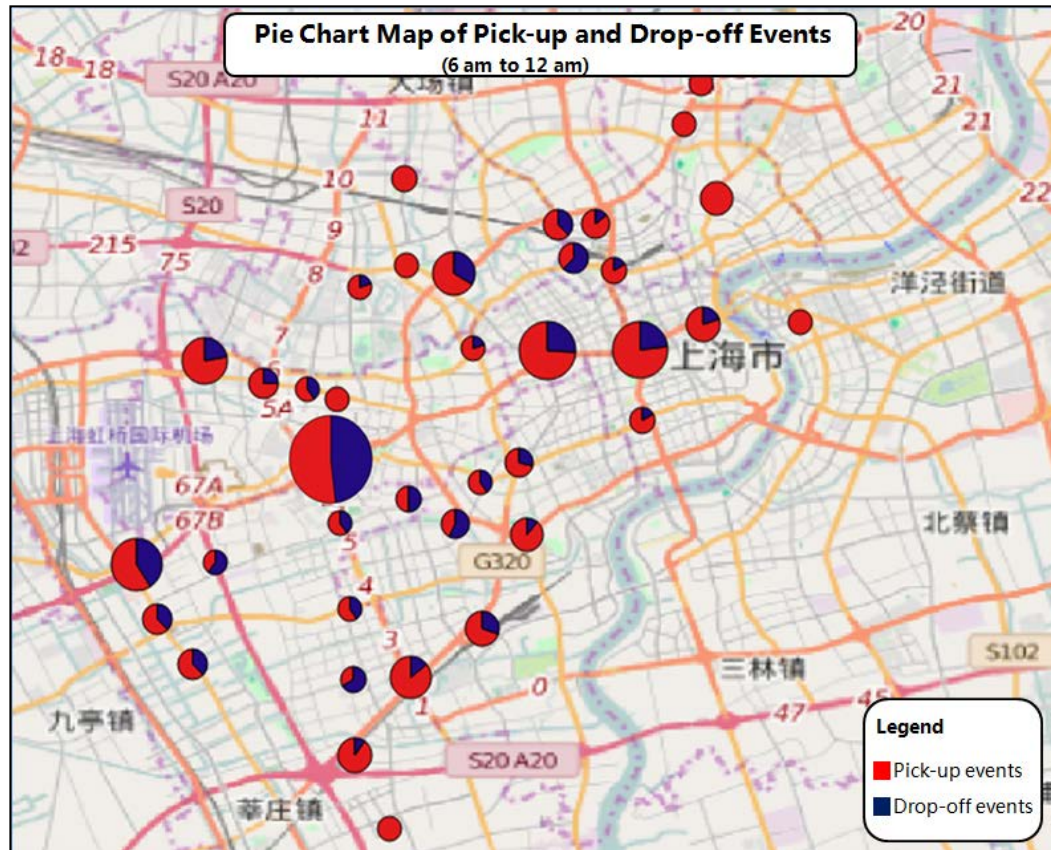 Pie Chart Map of Pick-up and Drop-off Events
(6 am to 12 am)
20
18
18
S20 A20
大场镇
21
21
11
10
22
S20
9
215
75
8
洋泾街道
7
上海市
6
5A
上海虹桥国际机场
67A
67B
北蔡镇
5
G320
4
3
S102
三林镇
0
1
47
45
九亭镇
S20 A20
莘庄镇
Legend
Pick-up events
Drop-off events